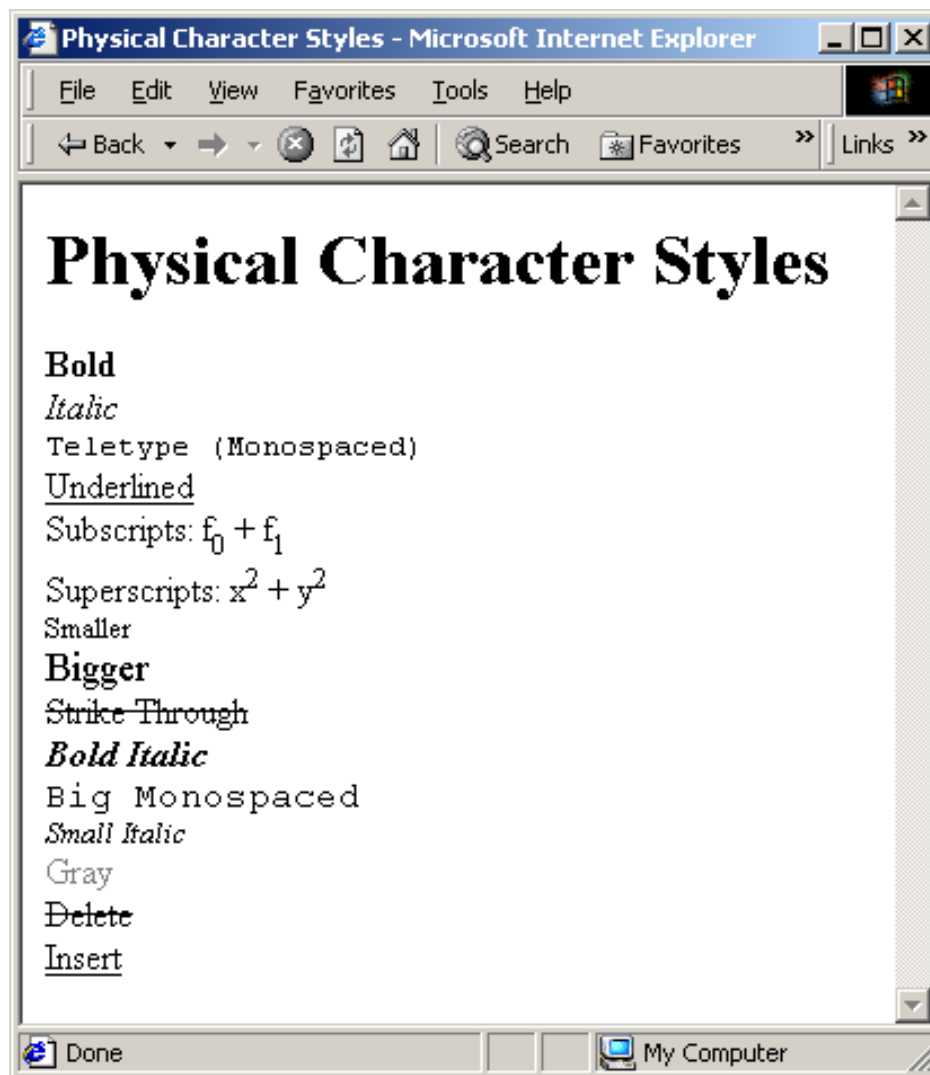 Physical Character Styles - Microsoft Internet Explorer
File Edit View Favorites Tools Help
Back Search Favorites » Links »
Physical Character Styles
Bold
Italic
Teletype (Monospaced)
Underlined
Subscripts: f₀ + f₁
Superscripts: x² + y²
Smaller
Bigger
Strike Through
Bold Italic
Big Monospaced
Small Italic
Gray
Delete
Insert
Done My Computer